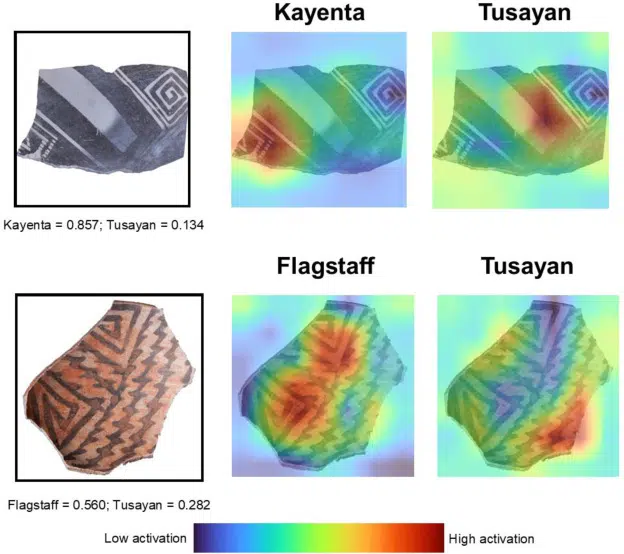 Kayenta Tusayan
Kayenta = 0.857; Tusayan = 0.134
Flagstaff Tusayan
Flagstaff = 0.560; Tusayan = 0.282
Low activation High activation